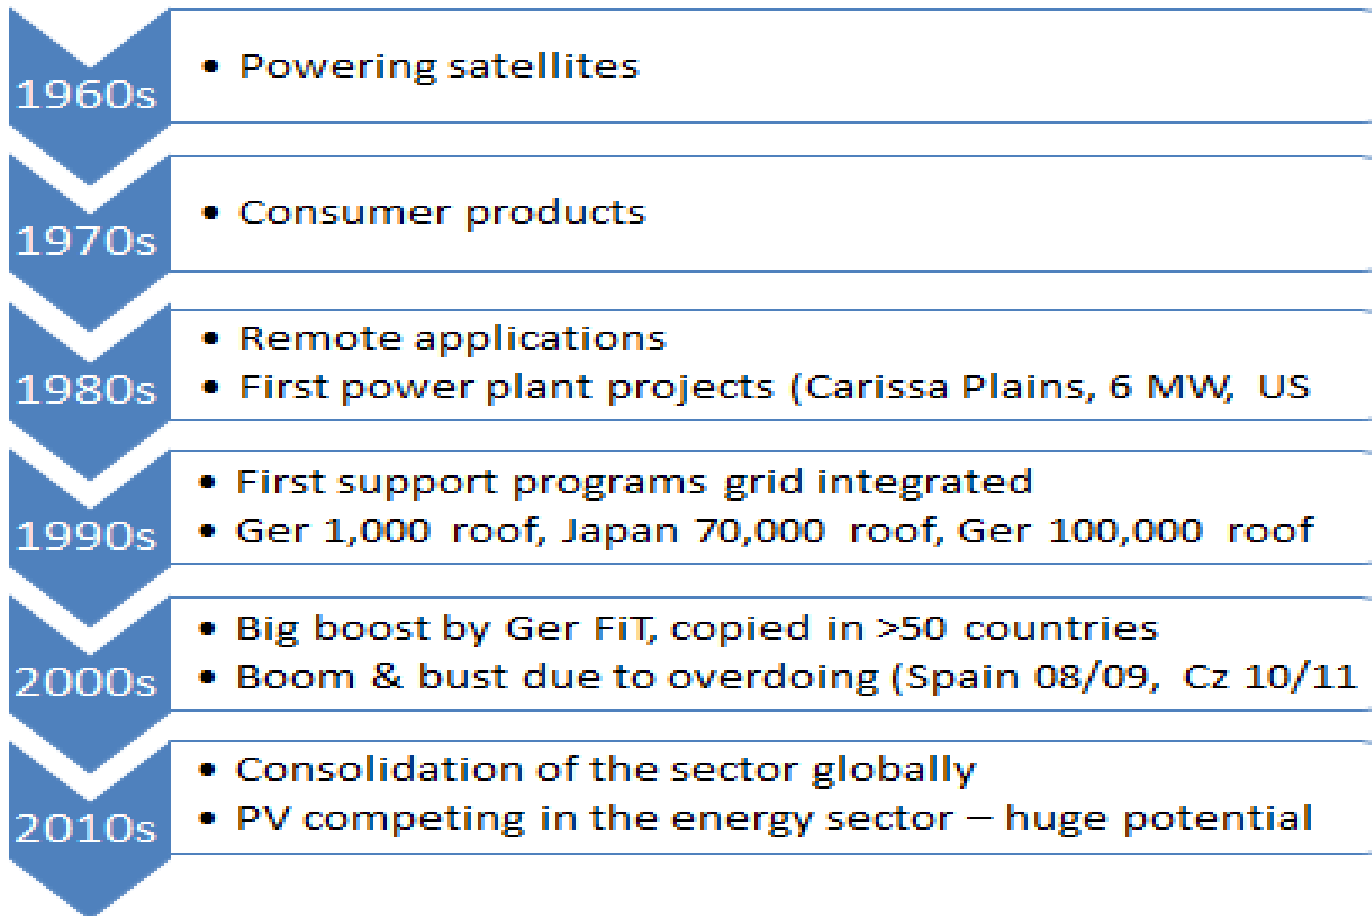 1960s
• Powering satellites
1970s
• Consumer products
1980s
• Remote applications
• First power plant projects (Carissa Plains, 6 MW, US
1990s
• First support programs grid integrated
• Ger 1,000 roof, Japan 70,000 roof, Ger 100,000 roof
2000s
• Big boost by Ger FiT, copied in >50 countries
• Boom & bust due to overdoing (Spain 08/09, Cz 10/11
2010s
• Consolidation of the sector globally
• PV competing in the energy sector – huge potential